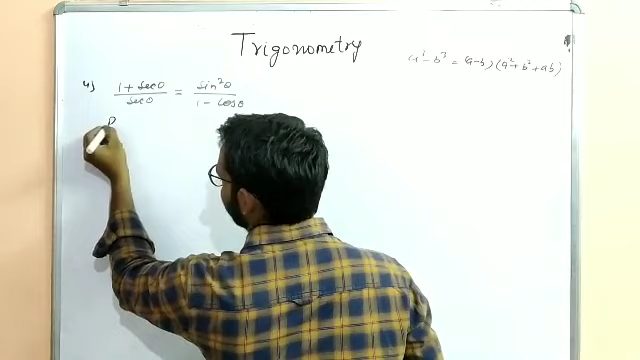 Trigonometry
a³ - b³ = (a-b) (a² + b² + ab)
4) (1 + secθ)/(secθ) = (sin²θ)/(1 - cosθ)
P